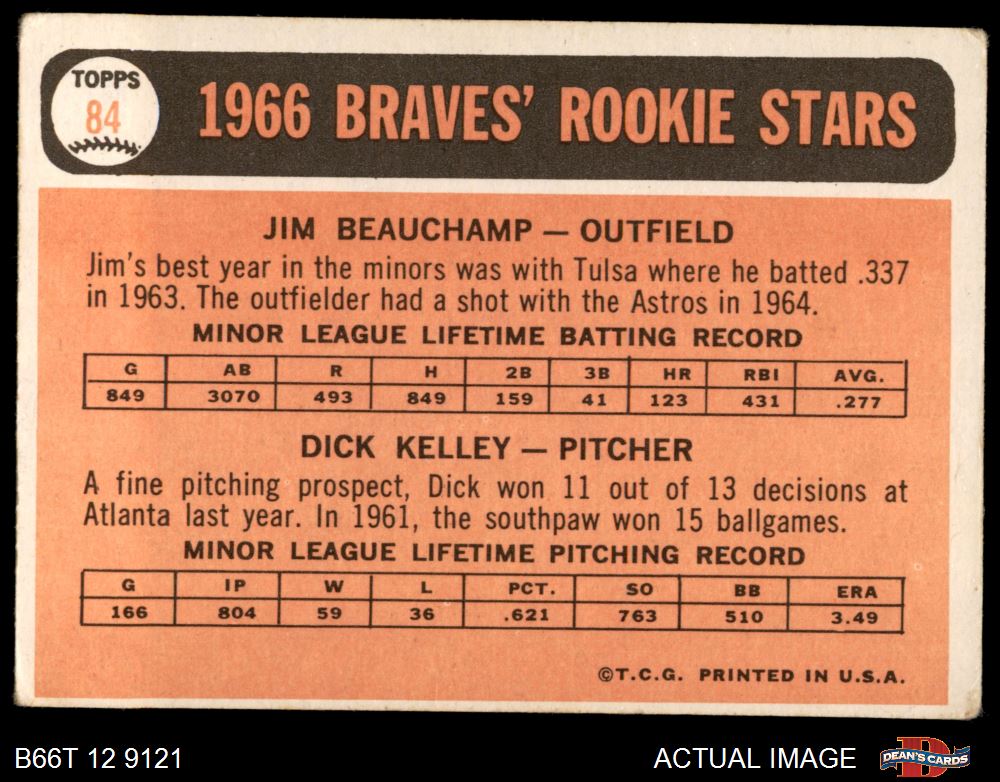 TOPPS
84
1966 BRAVES' ROOKIE STARS
JIM BEAUCHAMP — OUTFIELD
Jim's best year in the minors was with Tulsa where he batted .337
in 1963. The outfielder had a shot with the Astros in 1964.
MINOR LEAGUE LIFETIME BATTING RECORD
G AB R H 2B 3B HR RBI AVG.
849 3070 493 849 159 41 123 431 .277
DICK KELLEY — PITCHER
A fine pitching prospect, Dick won 11 out of 13 decisions at
Atlanta last year. In 1961, the southpaw won 15 ballgames.
MINOR LEAGUE LIFETIME PITCHING RECORD
G IP W L PCT. SO BB ERA
166 804 59 36 .621 763 510 3.49
©T.C.G. PRINTED IN U.S.A.
B66T 12 9121 ACTUAL IMAGE DEAN'S CARDS